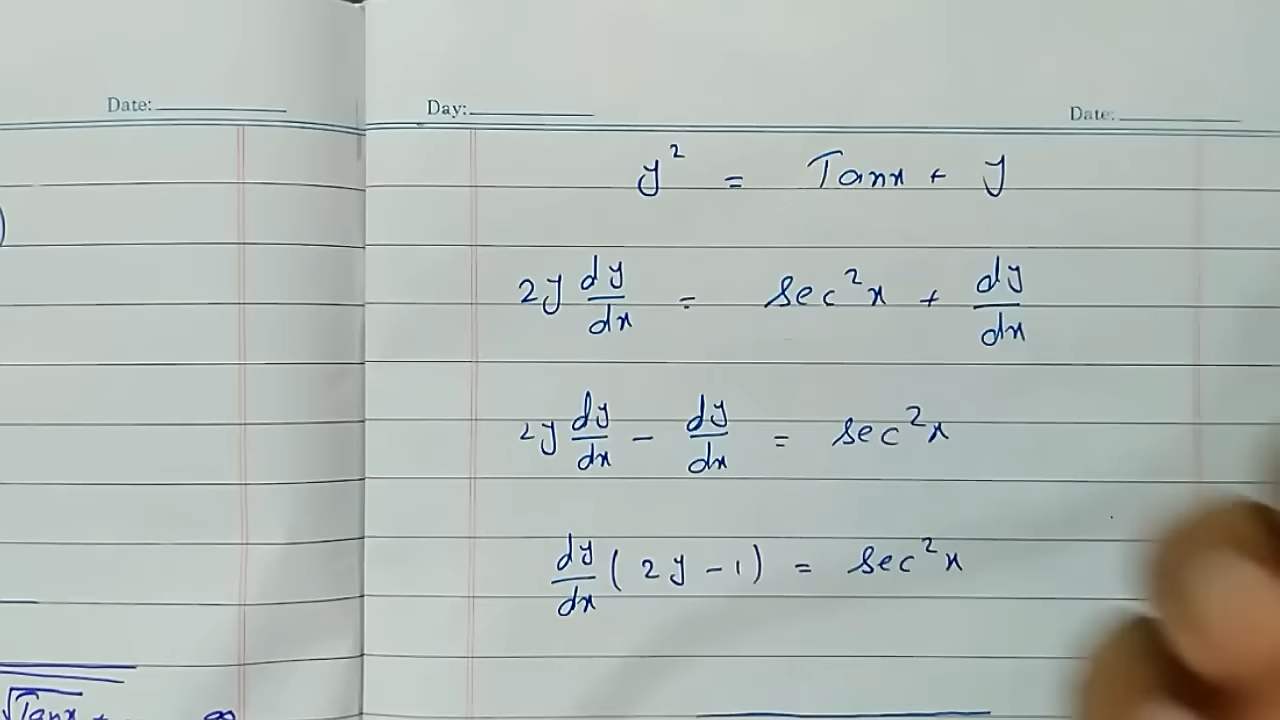 Date:
Day:
Date:
y² = Tanx + y
2y dy/dx = sec²x + dy/dx
2y dy/dx - dy/dx = sec²x
dy/dx (2y - 1) = sec²x
√Tanx +
∞